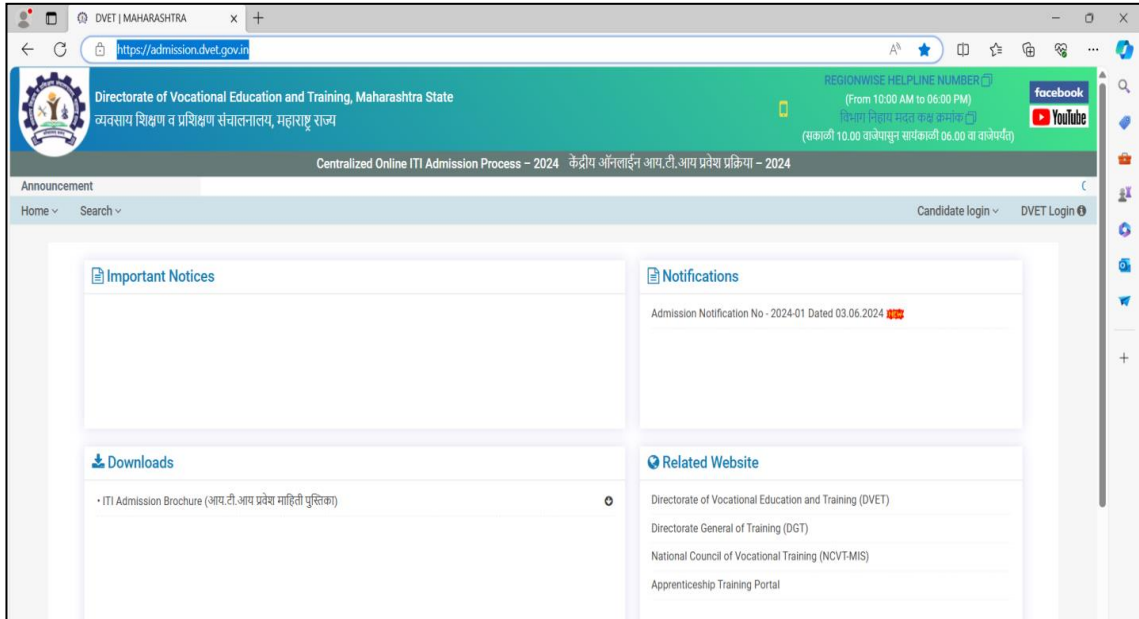 DVET | MAHARASHTRA
https://admission.dvet.gov.in
Directorate of Vocational Education and Training, Maharashtra State
व्यवसाय शिक्षण व प्रशिक्षण संचालनालय, महाराष्ट्र राज्य
REGIONWISE HELPLINE NUMBER
(From 10:00 AM to 06:00 PM)
विभाग निहाय मदत कक्ष क्रमांक
(सकाळी 10.00 वाजेपासुन सायंकाळी 06.00 वा वाजेपर्यंत)
facebook
YouTube
Centralized Online ITI Admission Process – 2024 केंद्रीय ऑनलाईन आय.टी.आय प्रवेश प्रक्रिया – 2024
Announcement
Home Search Candidate login DVET Login
Important Notices
Notifications
Admission Notification No - 2024-01 Dated 03.06.2024
Downloads
• ITI Admission Brochure (आय.टी.आय प्रवेश माहिती पुस्तिका)
Related Website
Directorate of Vocational Education and Training (DVET)
Directorate General of Training (DGT)
National Council of Vocational Training (NCVT-MIS)
Apprenticeship Training Portal